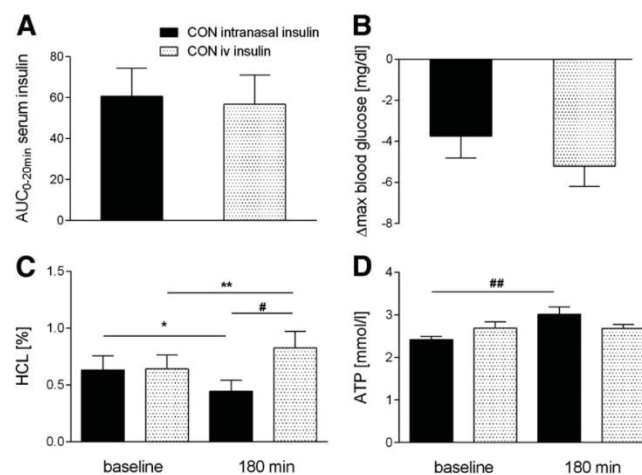 A
B
CON intranasal insulin
CON iv insulin
AUC0-20min serum insulin
80
60
40
20
0
Δmax blood glucose [mg/dl]
0
-2
-4
-6
-8
C
D
HCL [%]
1.5
1.0
0.5
0.0
**
*
#
baseline
180 min
ATP [mmol/l]
4
3
2
1
0
##
baseline
180 min